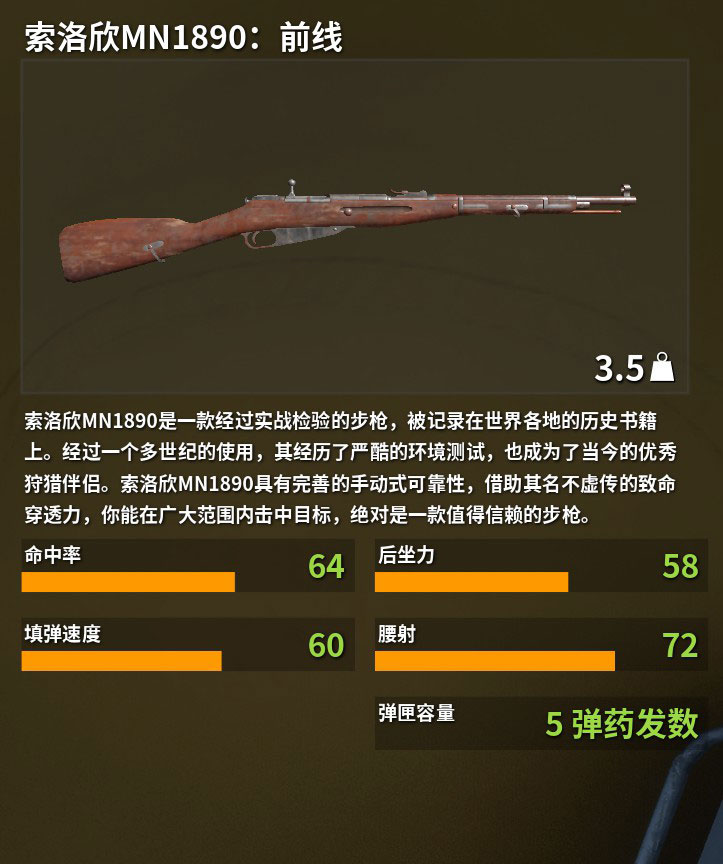 索洛欣MN1890：前线
3.5
索洛欣MN1890是一款经过实战检验的步枪，被记录在世界各地的历史书籍
上。经过一个多世纪的使用，其经历了严酷的环境测试，也成为了当今的优秀
狩猎伴侣。索洛欣MN1890具有完善的手动式可靠性，借助其名不虚传的致命
穿透力，你能在广大范围内击中目标，绝对是一款值得信赖的步枪。
命中率 64
后坐力 58
填弹速度 60
腰射 72
弹匣容量 5 弹药发数